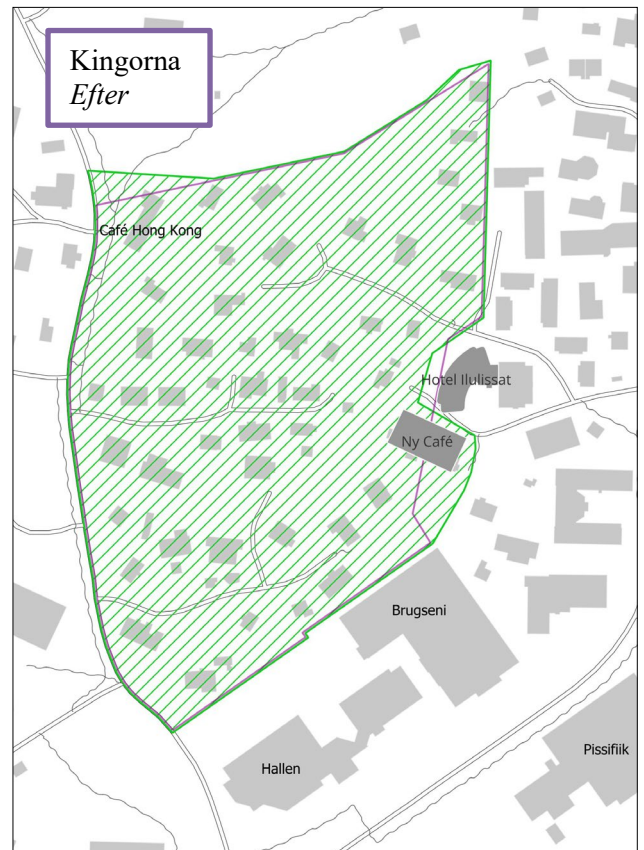 Kingorna
Efter
Café Hong Kong
Hotel Ilulissat
Ny Café
Brugseni
Pissifiik
Hallen